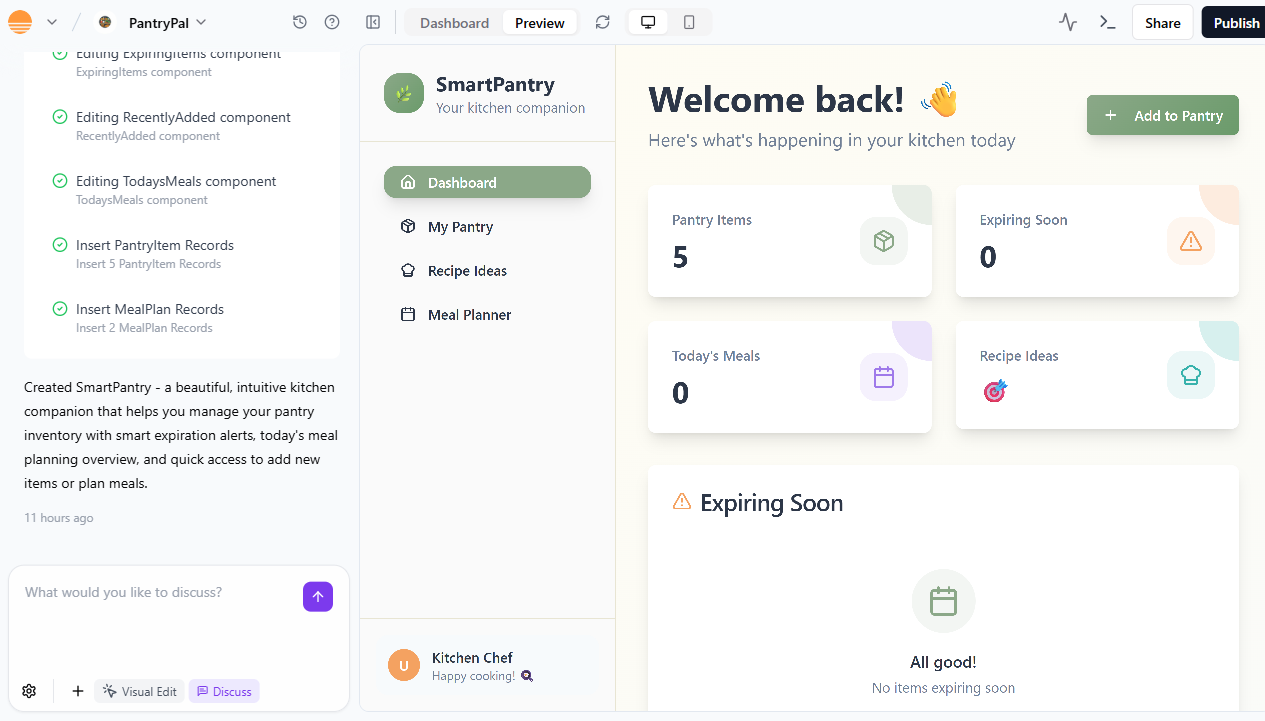 PantryPal
Dashboard
Preview
Share
Publish
Editing ExpiringItems component
ExpiringItems component
Editing RecentlyAdded component
RecentlyAdded component
Editing TodaysMeals component
TodaysMeals component
Insert PantryItem Records
Insert 5 PantryItem Records
Insert MealPlan Records
Insert 2 MealPlan Records
Created SmartPantry - a beautiful, intuitive kitchen
companion that helps you manage your pantry
inventory with smart expiration alerts, today's meal
planning overview, and quick access to add new
items or plan meals.
11 hours ago
What would you like to discuss?
Visual Edit
Discuss
SmartPantry
Your kitchen companion
Dashboard
My Pantry
Recipe Ideas
Meal Planner
U
Kitchen Chef
Happy cooking! 🍳
Welcome back! 👋
Here's what's happening in your kitchen today
+ Add to Pantry
Pantry Items
5
Expiring Soon
0
Today's Meals
0
Recipe Ideas
🎯
Expiring Soon
All good!
No items expiring soon